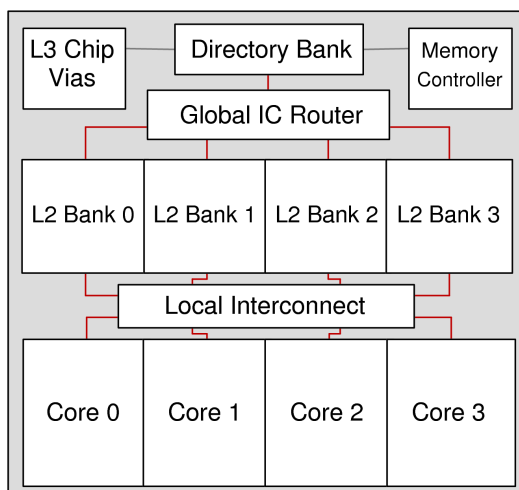 L3 Chip
Vias
Directory Bank
Memory
Controller
Global IC Router
L2 Bank 0
L2 Bank 1
L2 Bank 2
L2 Bank 3
Local Interconnect
Core 0
Core 1
Core 2
Core 3